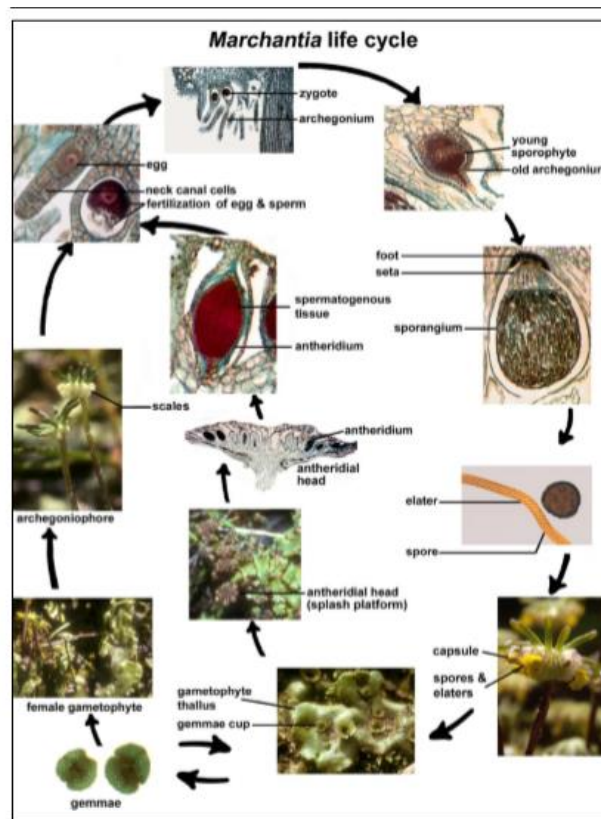 Marchantia life cycle
zygote
archegonium
egg
neck canal cells
fertilization of egg & sperm
young
sporophyte
old archegonium
foot
seta
sporangium
spermatogenous
tissue
antheridium
scales
archegoniophore
antheridium
antheridial
head
elater
spore
antheridial head
(splash platform)
capsule
spores &
elaters
female gametophyte
gametophyte
thallus
gemmae cup
gemmae